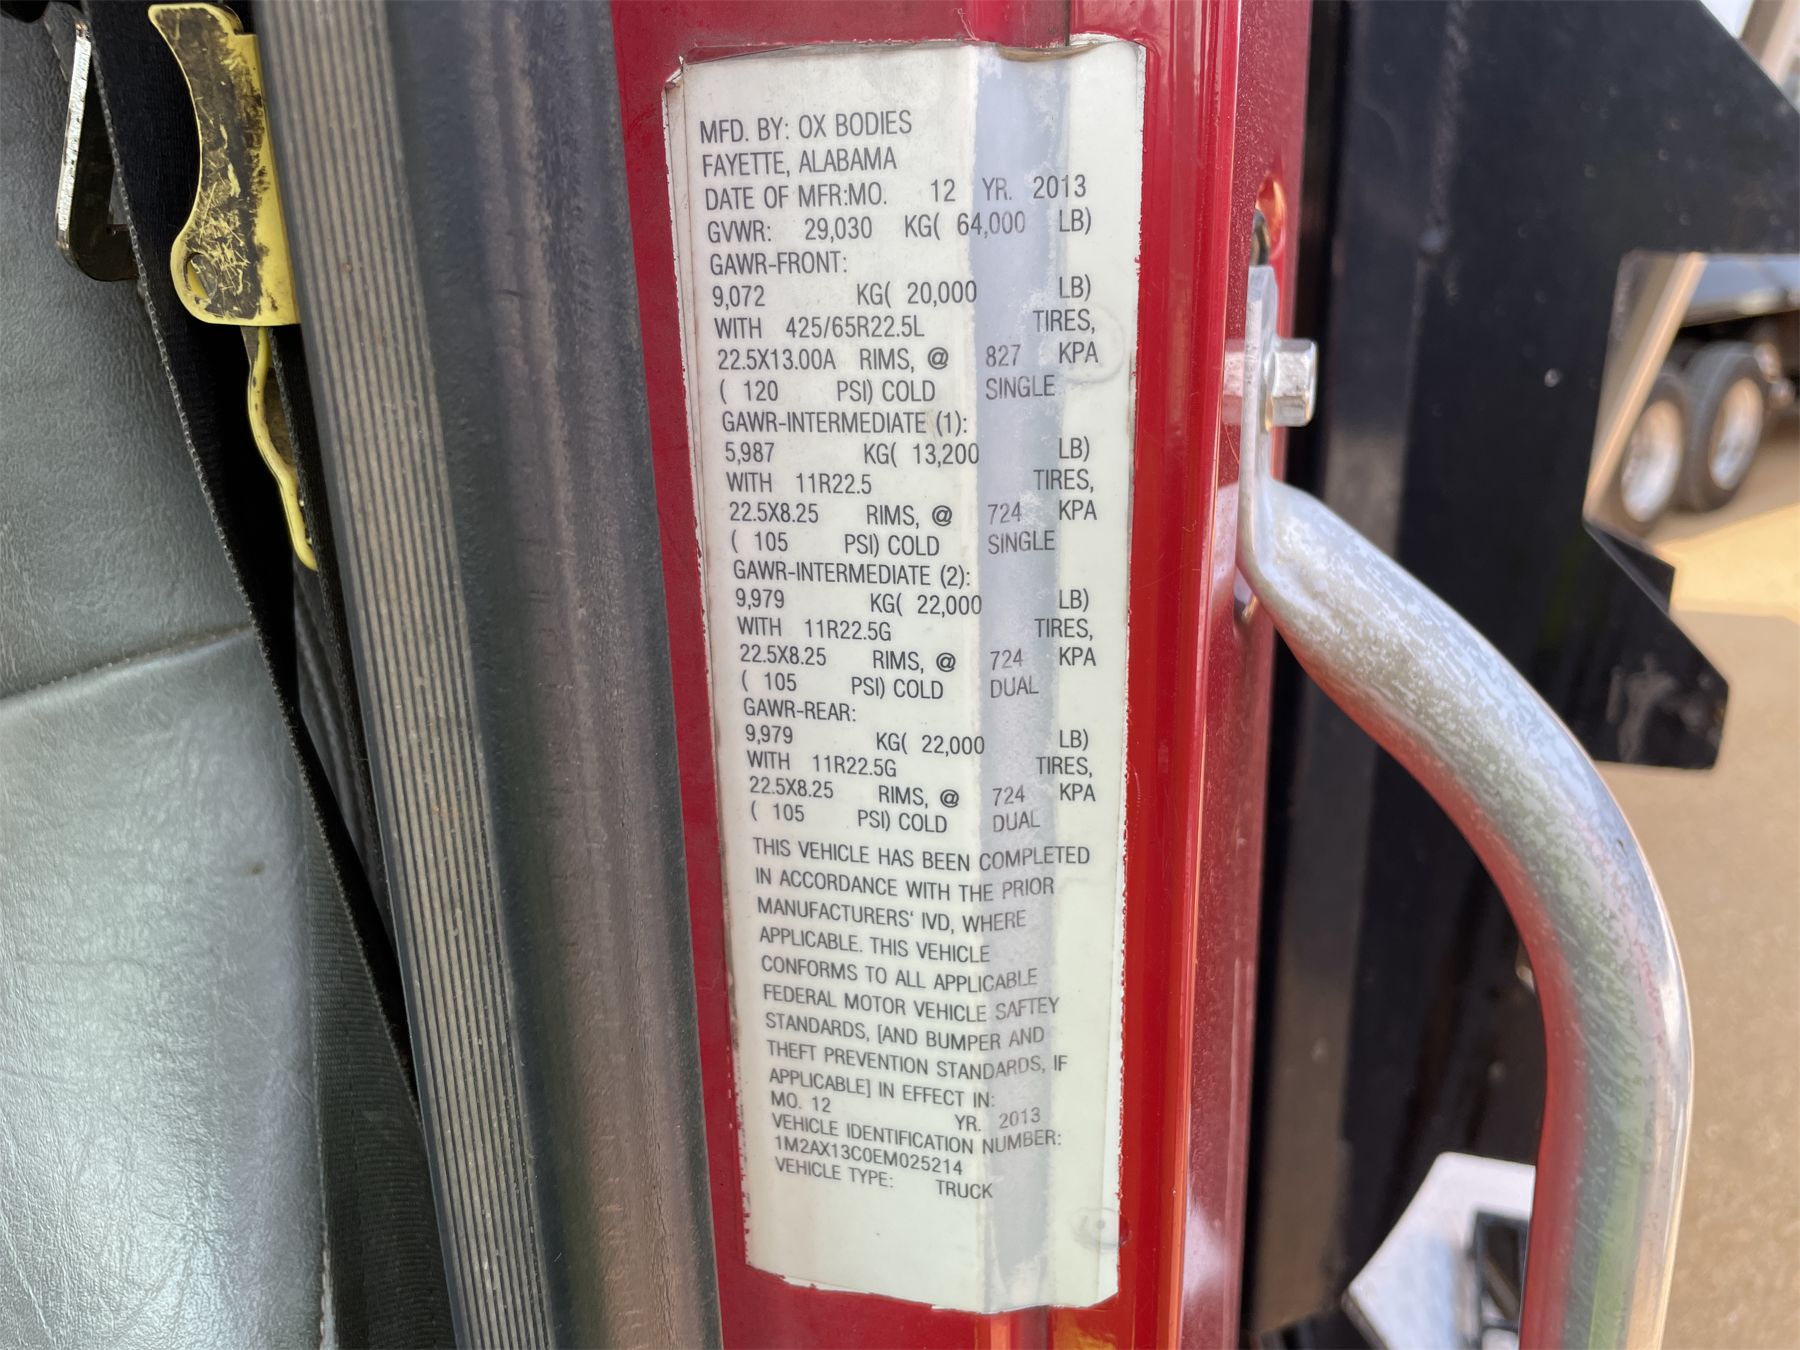 MFD. BY: OX BODIES
FAYETTE, ALABAMA
DATE OF MFR:MO. 12 YR. 2013
GVWR: 29,030 KG( 64,000 LB)
GAWR-FRONT:
9,072 KG( 20,000 LB)
WITH 425/65R22.5L TIRES,
22.5X13.00A RIMS, @ 827 KPA
( 120 PSI) COLD SINGLE
GAWR-INTERMEDIATE (1):
5,987 KG( 13,200 LB)
WITH 11R22.5 TIRES,
22.5X8.25 RIMS, @ 724 KPA
( 105 PSI) COLD SINGLE
GAWR-INTERMEDIATE (2):
9,979 KG( 22,000 LB)
WITH 11R22.5G TIRES,
22.5X8.25 RIMS, @ 724 KPA
( 105 PSI) COLD DUAL
GAWR-REAR:
9,979 KG( 22,000 LB)
WITH 11R22.5G TIRES,
22.5X8.25 RIMS, @ 724 KPA
( 105 PSI) COLD DUAL
THIS VEHICLE HAS BEEN COMPLETED
IN ACCORDANCE WITH THE PRIOR
MANUFACTURERS' IVD, WHERE
APPLICABLE. THIS VEHICLE
CONFORMS TO ALL APPLICABLE
FEDERAL MOTOR VEHICLE SAFTEY
STANDARDS, [AND BUMPER AND
THEFT PREVENTION STANDARDS, IF
APPLICABLE] IN EFFECT IN:
MO. 12 YR. 2013
VEHICLE IDENTIFICATION NUMBER:
1M2AX13C0EM025214
VEHICLE TYPE: TRUCK